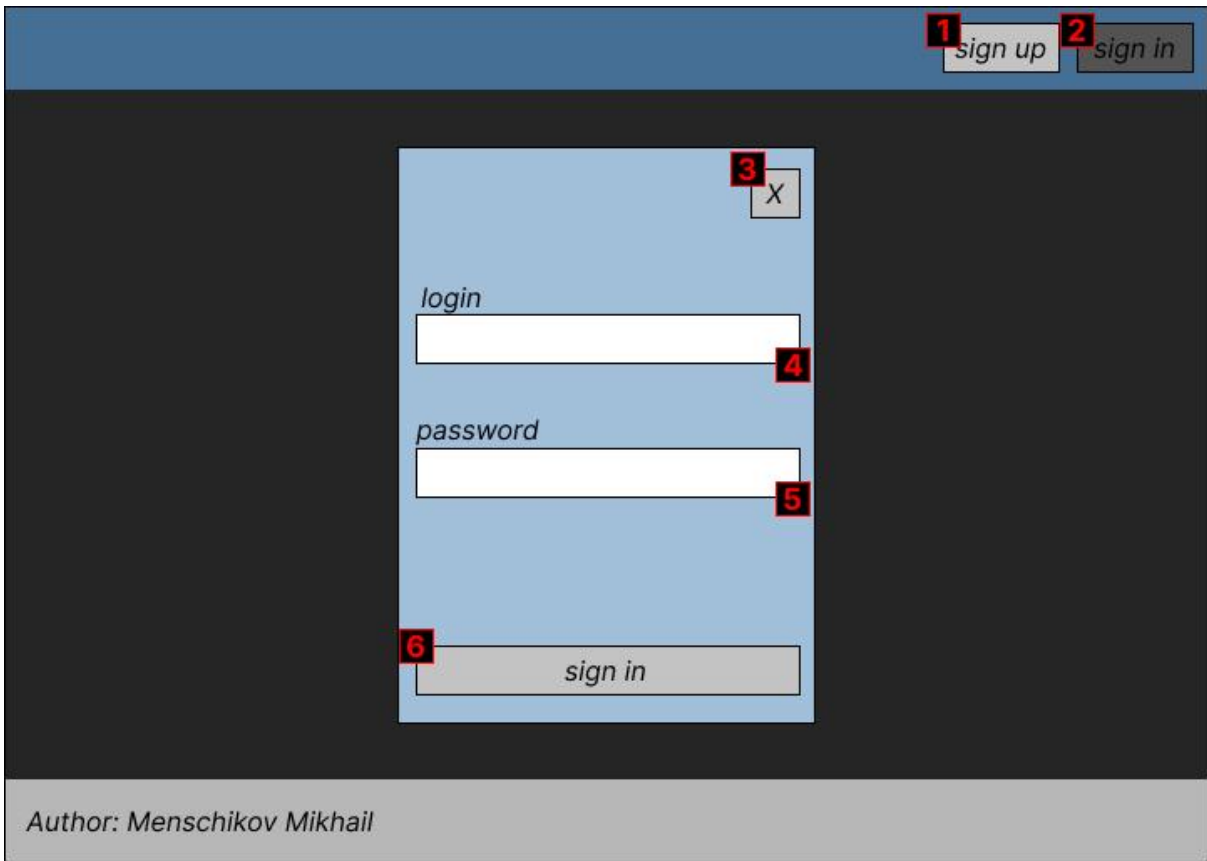 1 sign up 2 sign in
3 X
login
4
password
5
6 sign in
Author: Menschikov Mikhail